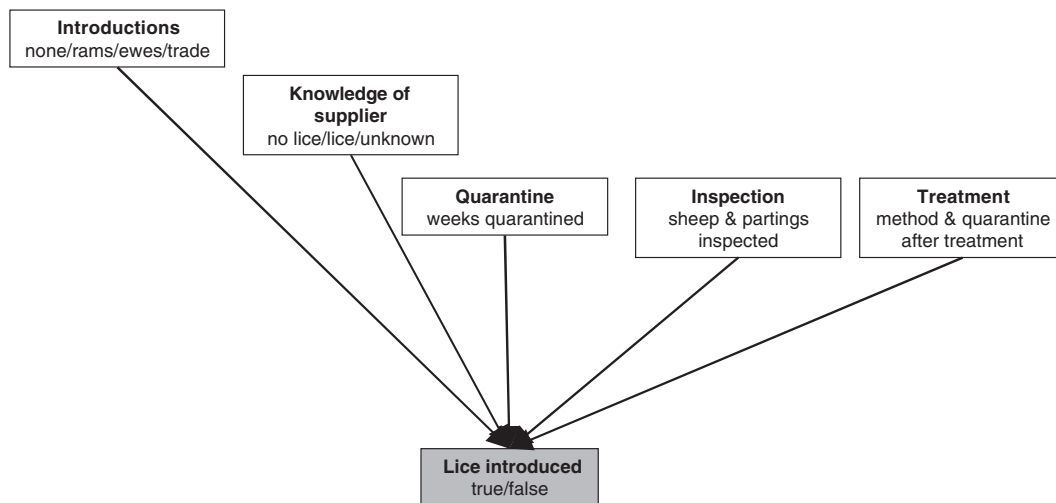 Introductions
none/rams/ewes/trade
Knowledge of
supplier
no lice/lice/unknown
Quarantine
weeks quarantined
Inspection
sheep & partings
inspected
Treatment
method & quarantine
after treatment
Lice introduced
true/false